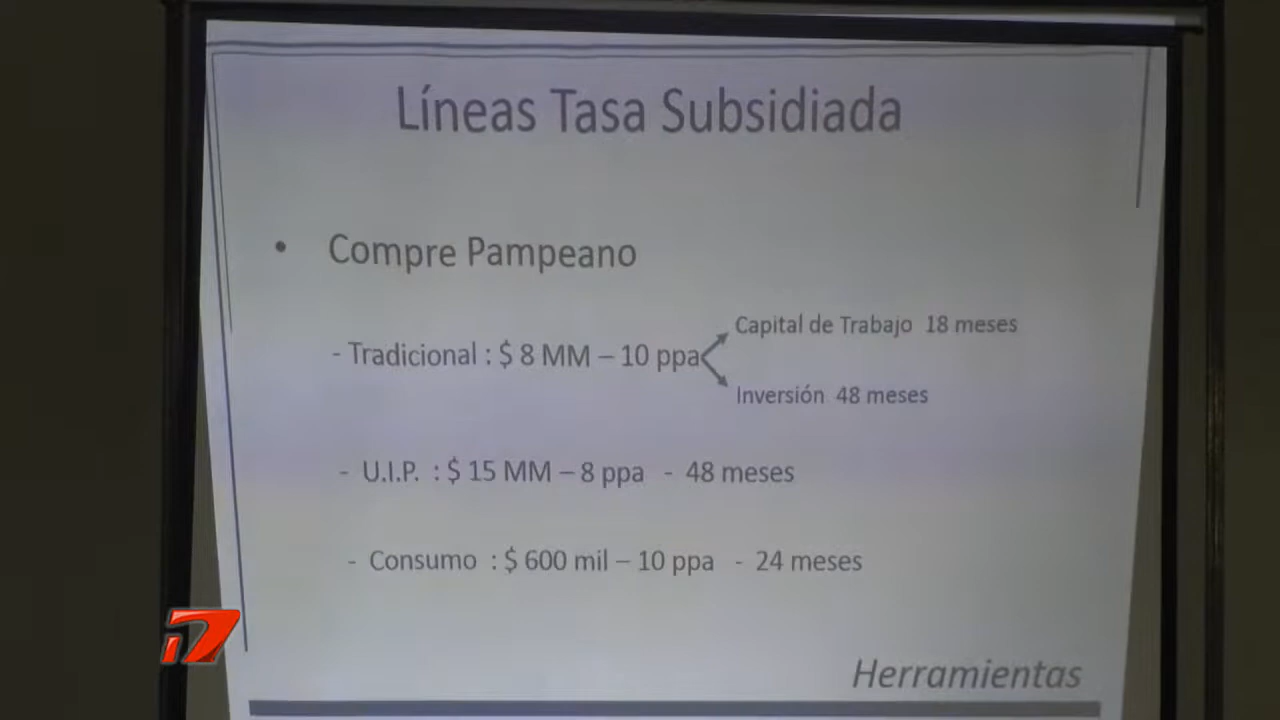 Líneas Tasa Subsidiada
• Compre Pampeano
- Tradicional : $ 8 MM – 10 ppa
Capital de Trabajo 18 meses
Inversión 48 meses
- U.I.P. : $ 15 MM – 8 ppa - 48 meses
- Consumo : $ 600 mil – 10 ppa - 24 meses
Herramientas